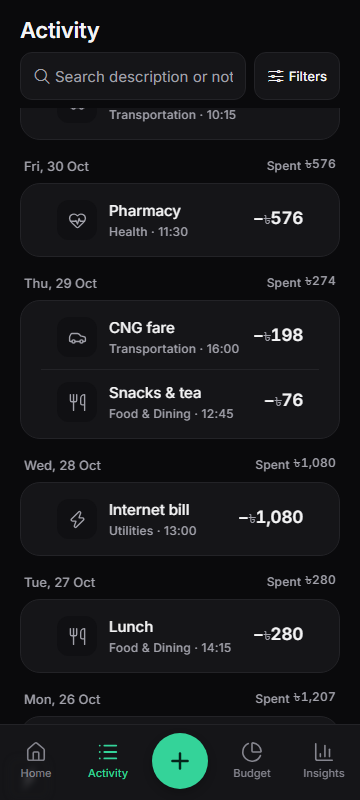 Activity
Search description or not
Filters
Transportation · 10:15
Fri, 30 Oct
Spent ৳576
Pharmacy
−৳576
Health · 11:30
Thu, 29 Oct
Spent ৳274
CNG fare
−৳198
Transportation · 16:00
Snacks & tea
−৳76
Food & Dining · 12:45
Wed, 28 Oct
Spent ৳1,080
Internet bill
−৳1,080
Utilities · 13:00
Tue, 27 Oct
Spent ৳280
Lunch
−৳280
Food & Dining · 14:15
Mon, 26 Oct
Spent ৳1,207
Home
Activity
Budget
Insights